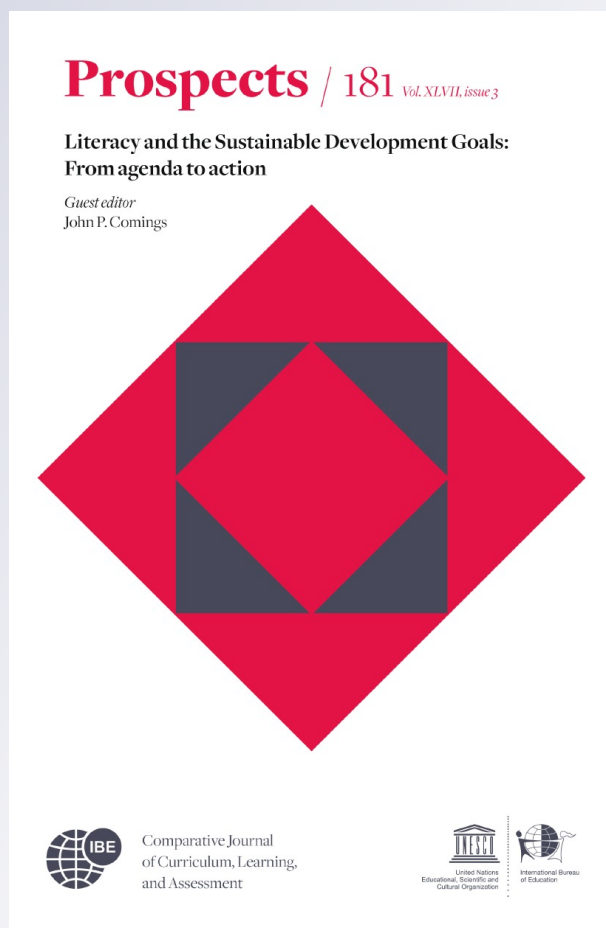 Prospects / 181 Vol. XLVII, issue 3
Literacy and the Sustainable Development Goals:
From agenda to action
Guest editor
John P. Comings
IBE
Comparative Journal
of Curriculum, Learning,
and Assessment
UNESCO
United Nations
Educational, Scientific and
Cultural Organization
International Bureau
of Education